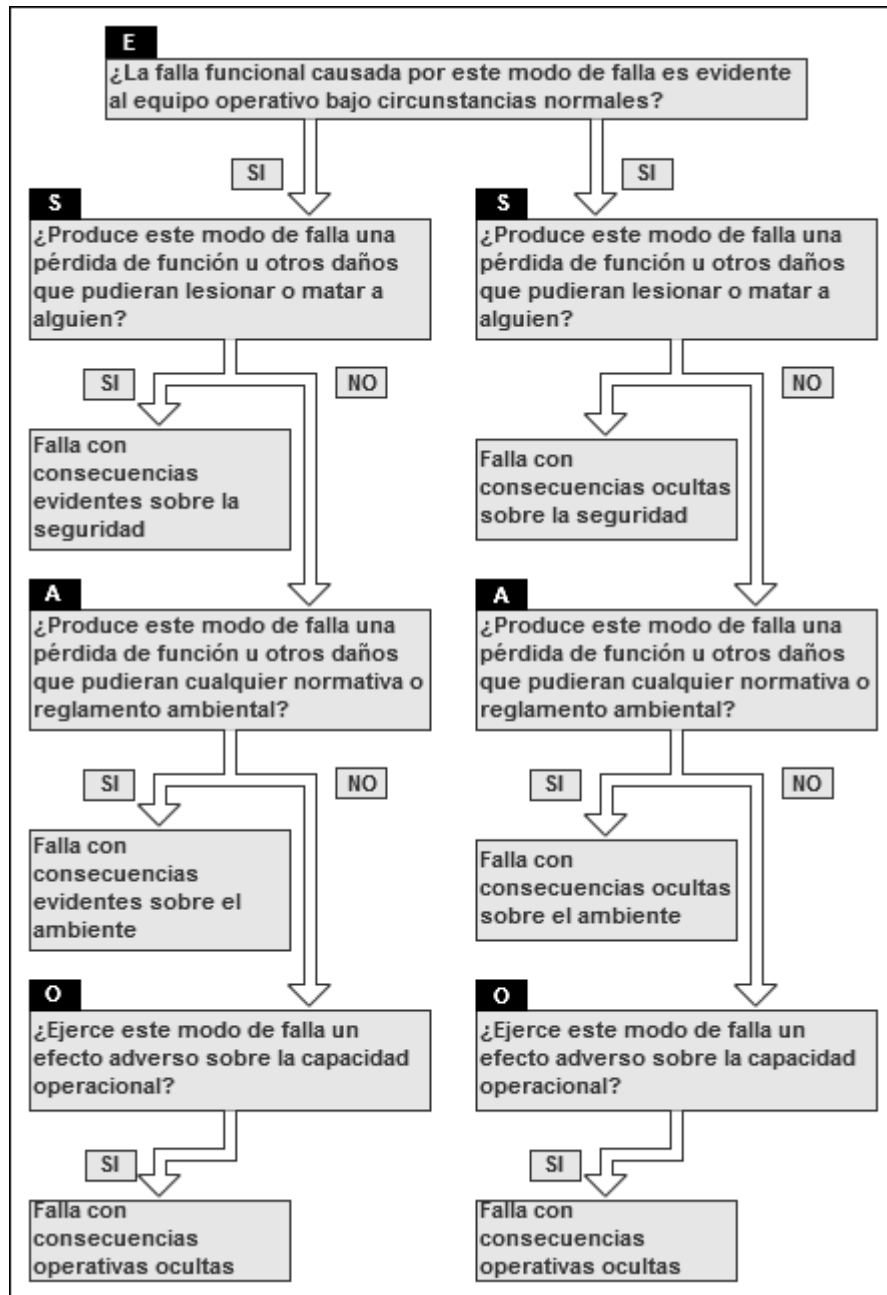 E
¿La falla funcional causada por este modo de falla es evidente
al equipo operativo bajo circunstancias normales?
SI
SI
S
¿Produce este modo de falla una
pérdida de función u otros daños
que pudieran lesionar o matar a
alguien?
S
¿Produce este modo de falla una
pérdida de función u otros daños
que pudieran lesionar o matar a
alguien?
SI
NO
SI
NO
Falla con
consecuencias
evidentes sobre la
seguridad
Falla con
consecuencias ocultas
sobre la seguridad
A
¿Produce este modo de falla una
pérdida de función u otros daños
que pudieran cualquier normativa o
reglamento ambiental?
A
¿Produce este modo de falla una
pérdida de función u otros daños
que pudieran cualquier normativa o
reglamento ambiental?
SI
NO
SI
NO
Falla con
consecuencias
evidentes sobre el
ambiente
Falla con
consecuencias ocultas
sobre el ambiente
O
¿Ejerce este modo de falla un
efecto adverso sobre la capacidad
operacional?
O
¿Ejerce este modo de falla un
efecto adverso sobre la capacidad
operacional?
SI
SI
Falla con
consecuencias
operativas ocultas
Falla con
consecuencias
operativas ocultas